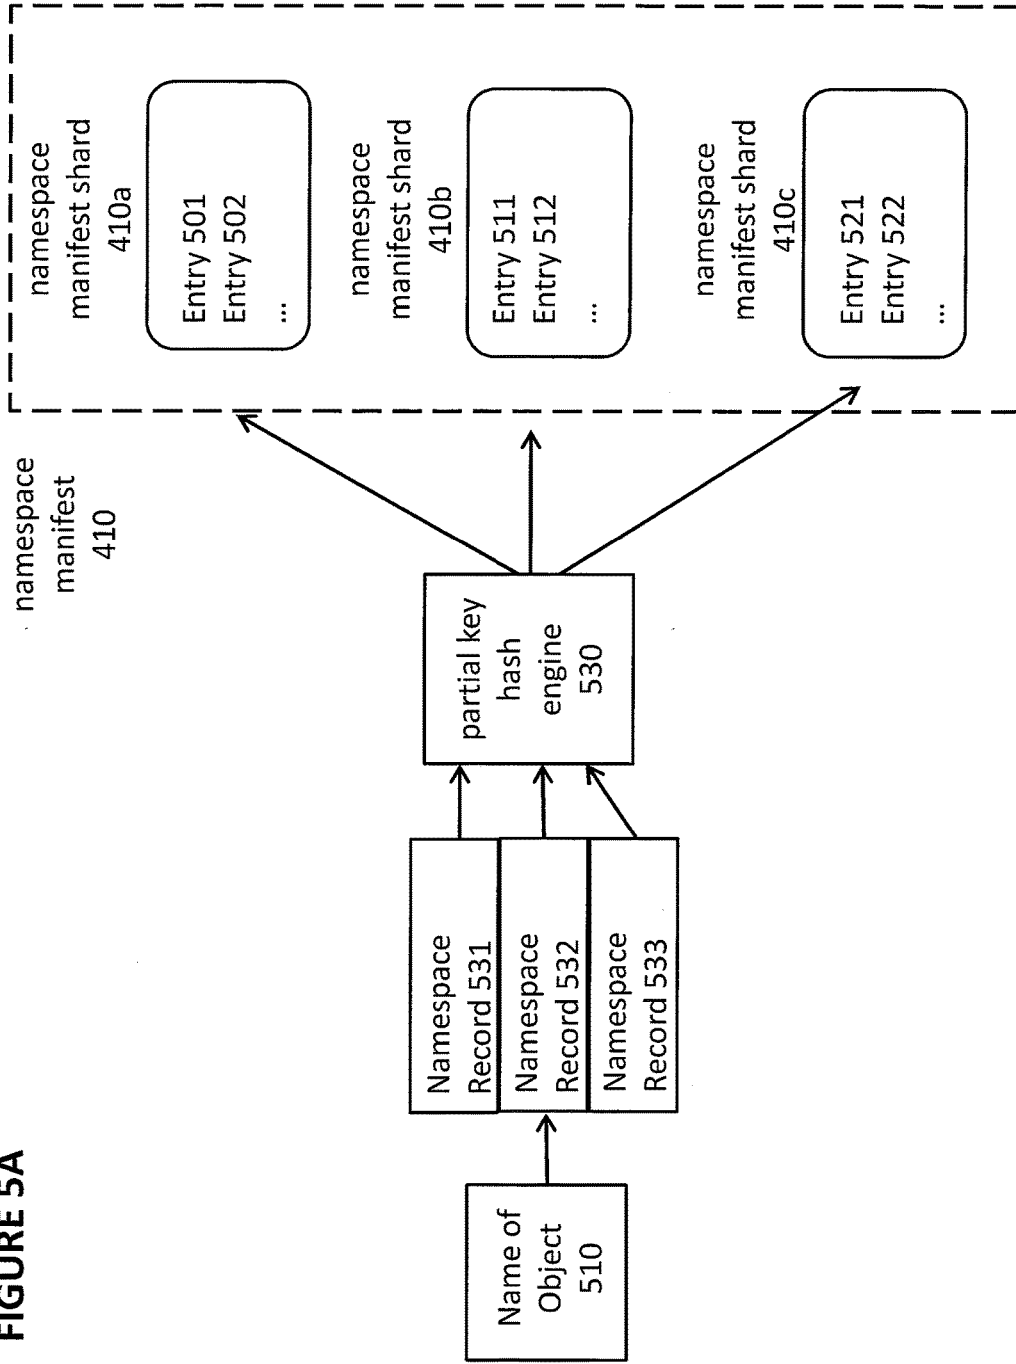 FIGURE 5A
Name of
Object
510
Namespace
Record 531
Namespace
Record 532
Namespace
Record 533
partial key
hash
engine
530
namespace
manifest
410
namespace
manifest shard
410a
Entry 501
Entry 502
...
namespace
manifest shard
410b
Entry 511
Entry 512
...
namespace
manifest shard
410c
Entry 521
Entry 522
...